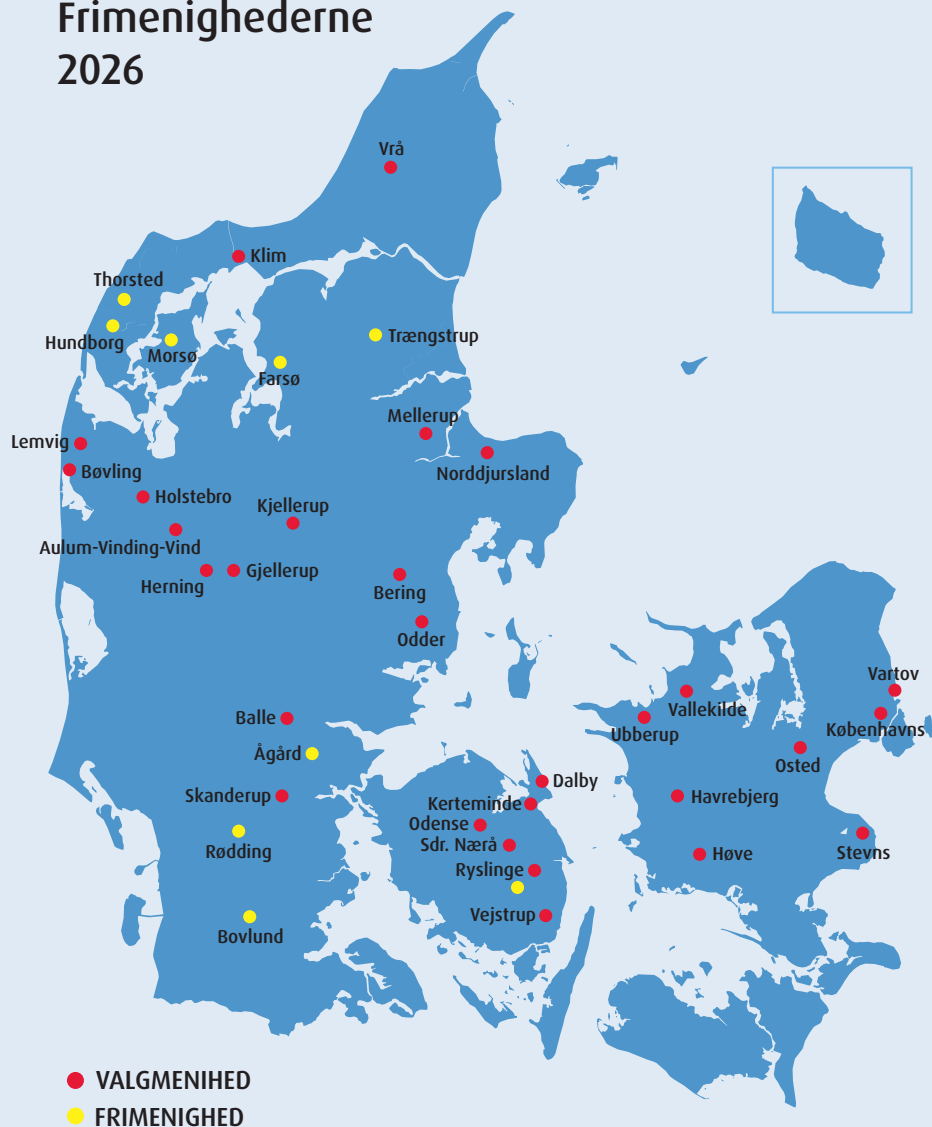 Frimenighederne
2026
Vrå
Klim
Thorsted
Hundborg
Morsø
Trængstrup
Farsø
Mellerup
Lemvig
Norddjursland
Bøvling
Holstebro
Kjellerup
Aulum-Vinding-Vind
Gjellerup
Herning
Bering
Odder
Vartov
Vallekilde
Balle
Københavns
Ubberup
Ågård
Osted
Dalby
Skanderup
Havrebjerg
Kerteminde
Odense
Sdr. Nærå
Rødding
Høve
Stevns
Ryslinge
Vejstrup
Bovlund
VALGMENIHED
FRIMENIGHED